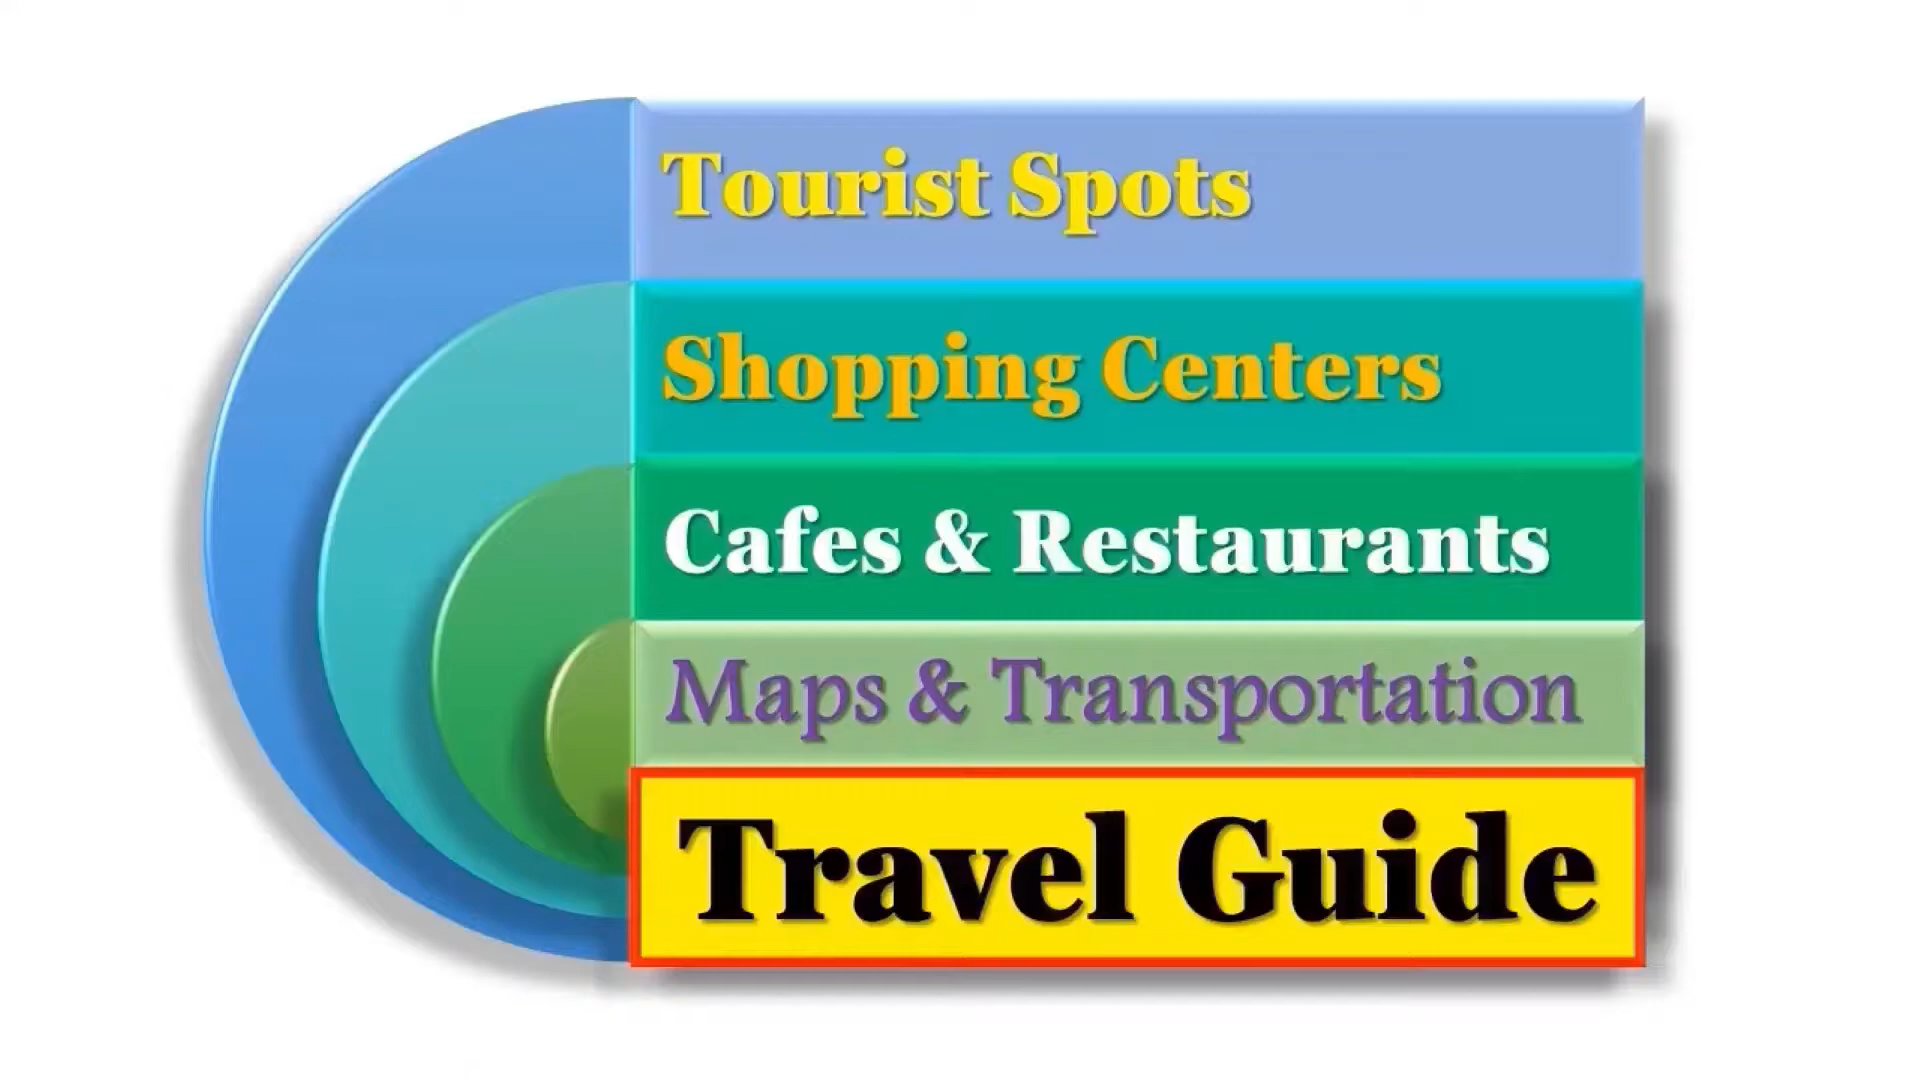 Tourist Spots
Shopping Centers
Cafes & Restaurants
Maps & Transportation
Travel Guide